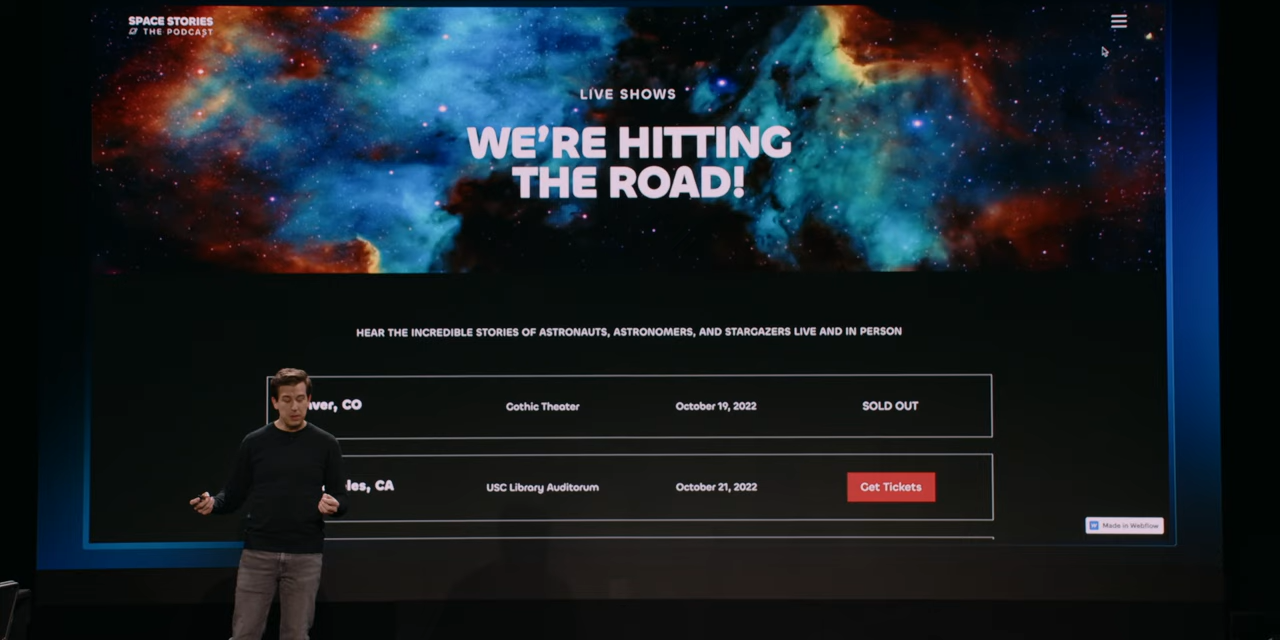 SPACE STORIES
THE PODCAST
LIVE SHOWS
WE'RE HITTING
THE ROAD!
HEAR THE INCREDIBLE STORIES OF ASTRONAUTS, ASTRONOMERS, AND STARGAZERS LIVE AND IN PERSON
CO Gothic Theater October 19, 2022 SOLD OUT
CA USC Library Auditorium October 21, 2022 Get Tickets
Made in Webflow